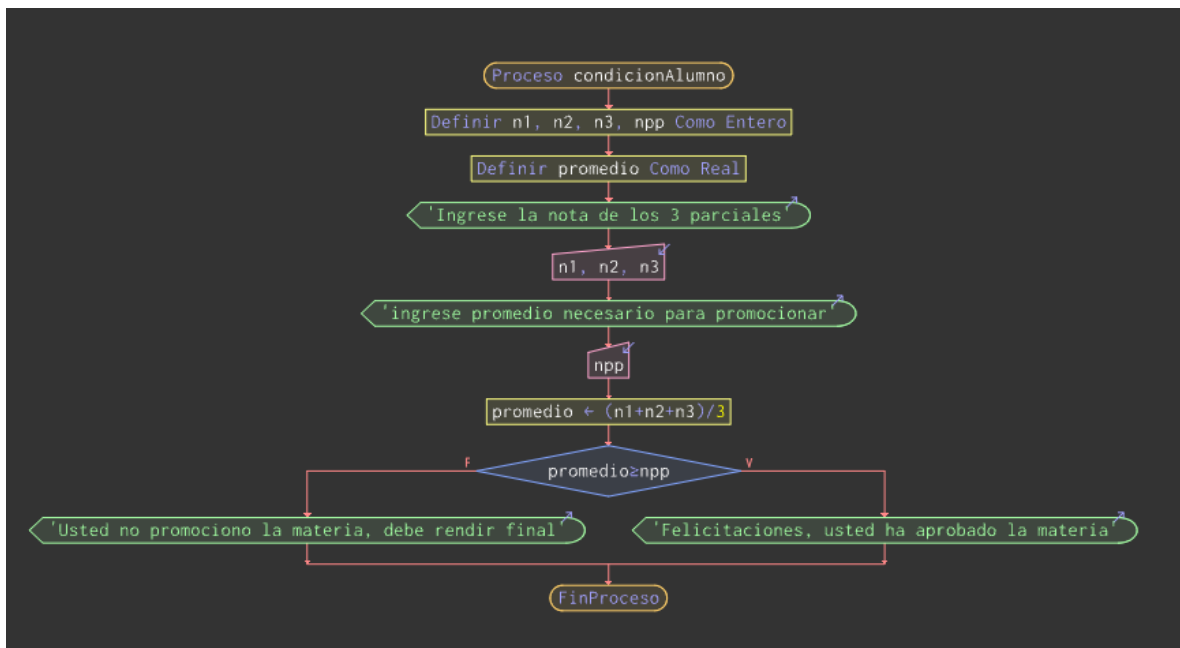 Proceso condicionAlumno
Definir n1, n2, n3, npp Como Entero
Definir promedio Como Real
'Ingrese la nota de los 3 parciales'
n1, n2, n3
'ingrese promedio necesario para promocionar'
npp
promedio ← (n1+n2+n3)/3
promedio≥npp
F
V
'Usted no promociono la materia, debe rendir final'
'Felicitaciones, usted ha aprobado la materia'
FinProceso